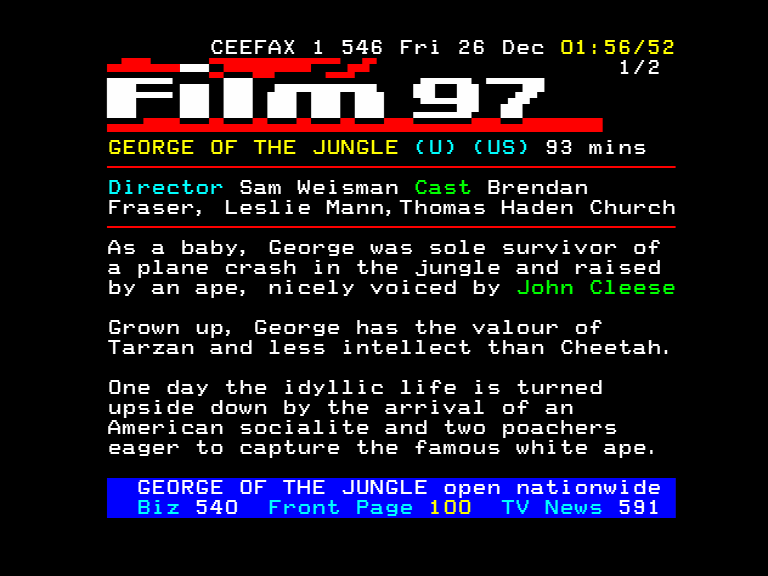 CEEFAX 1 546 Fri 26 Dec 01:56/52
1/2
Film 97
GEORGE OF THE JUNGLE (U) (US) 93 mins
Director Sam Weisman Cast Brendan
Fraser, Leslie Mann,Thomas Haden Church
As a baby, George was sole survivor of
a plane crash in the jungle and raised
by an ape, nicely voiced by John Cleese
Grown up, George has the valour of
Tarzan and less intellect than Cheetah.
One day the idyllic life is turned
upside down by the arrival of an
American socialite and two poachers
eager to capture the famous white ape.
GEORGE OF THE JUNGLE open nationwide
Biz 540 Front Page 100 TV News 591